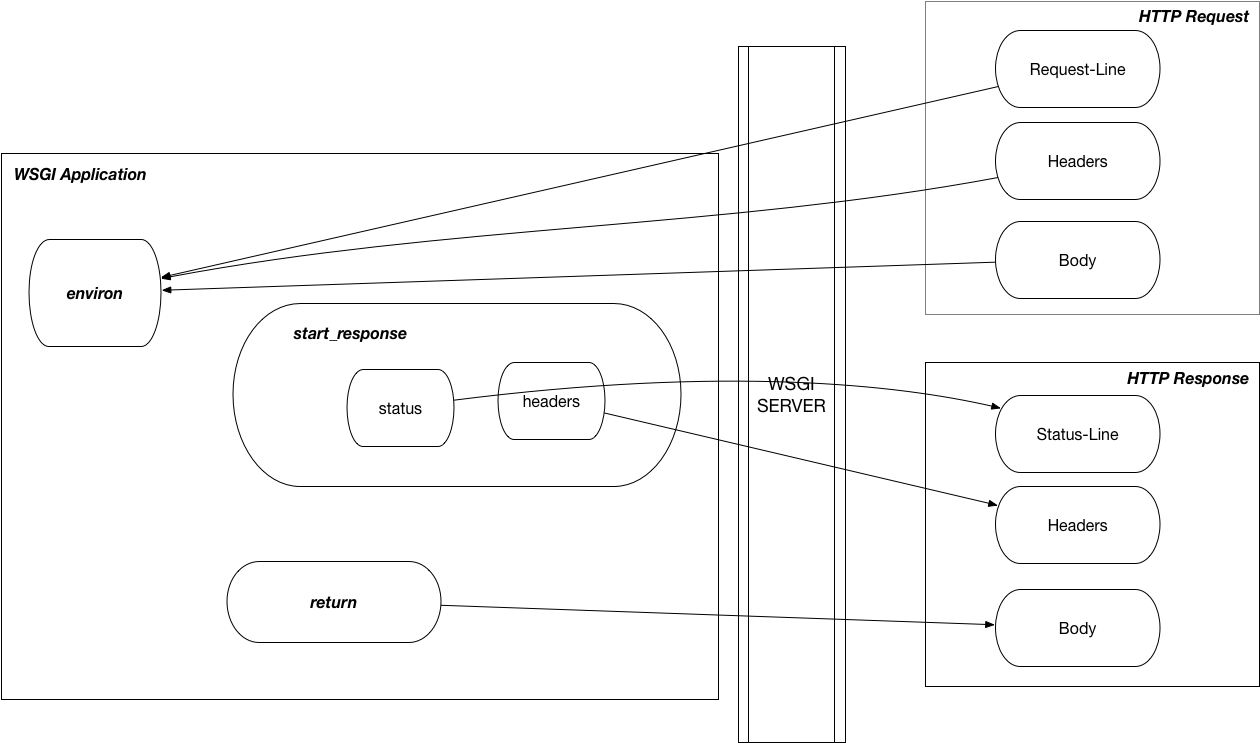 HTTP Request
Request-Line
Headers
Body
WSGI Application
environ
start_response
status
headers
return
WSGI
SERVER
HTTP Response
Status-Line
Headers
Body